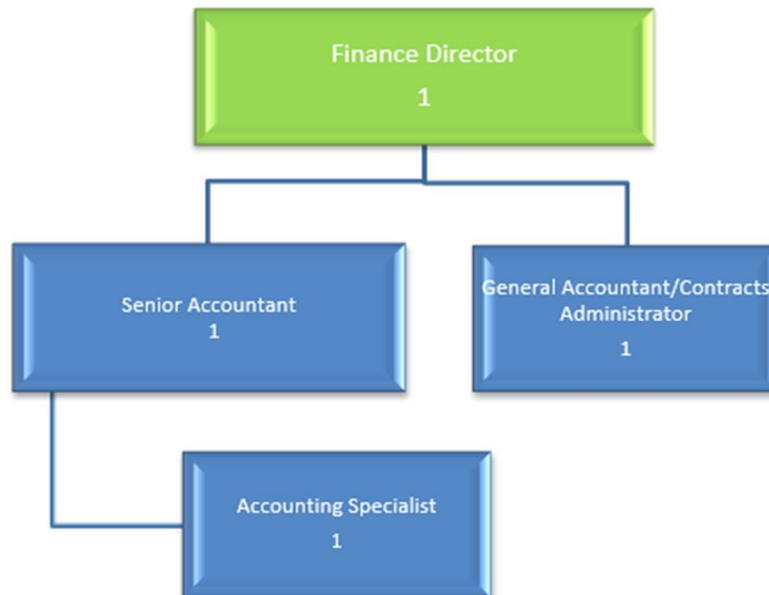 Finance Director
1
Senior Accountant
1
General Accountant/Contracts
Administrator
1
Accounting Specialist
1